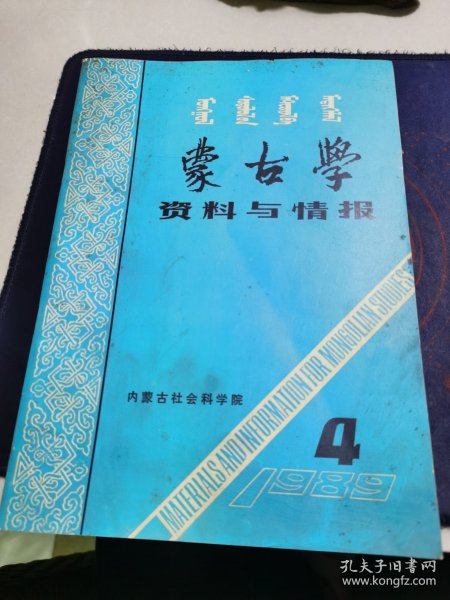 蒙古學
资料与情报
MATERIALS AND INFORMATION FOR MONGOLIAN STUDIES
内蒙古社会科学院
4
1989
孔夫子旧书网
www.kongfz.com